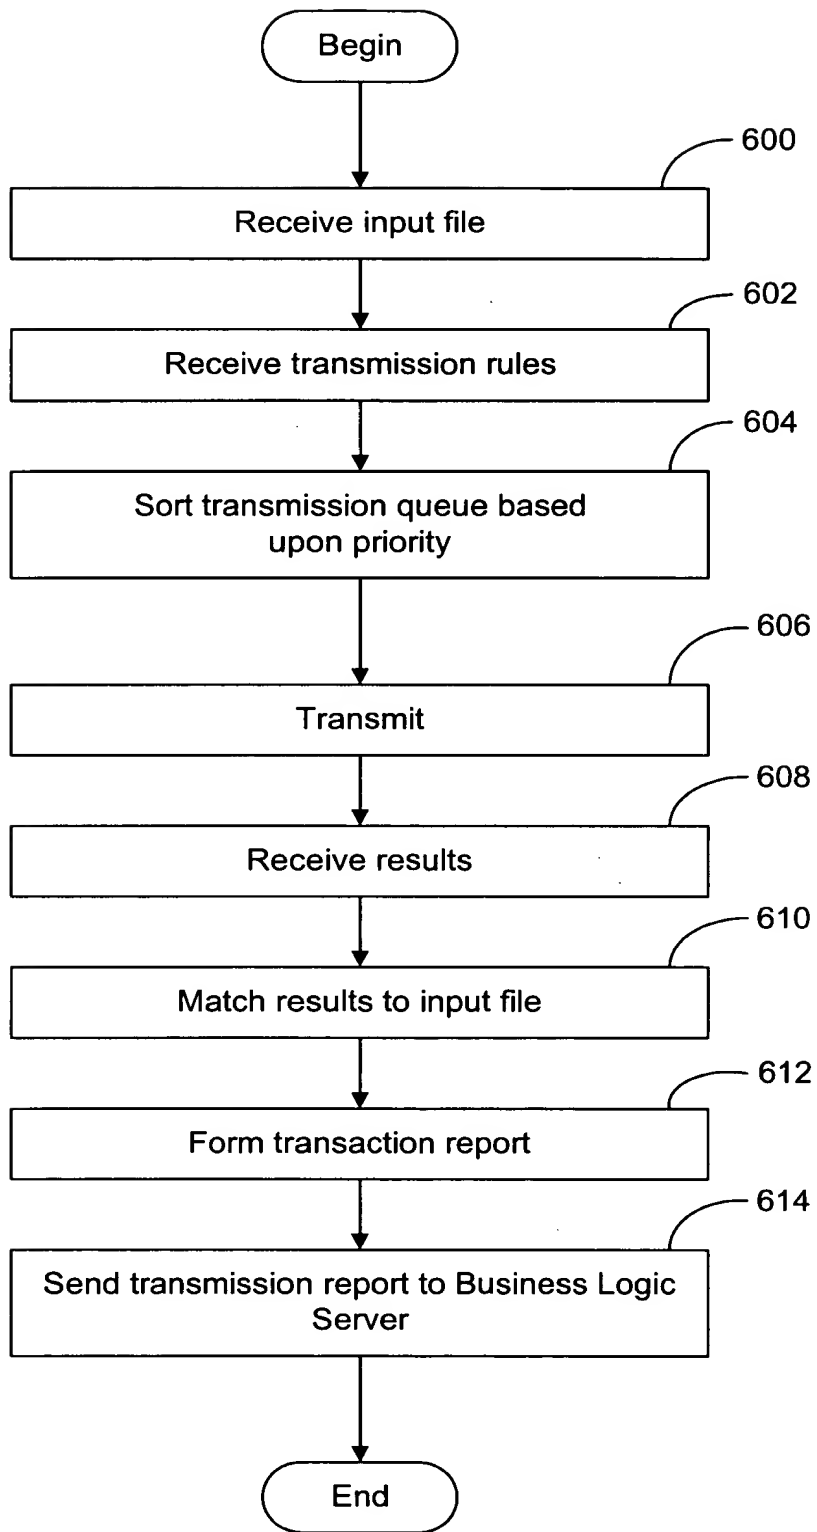 Begin
600
Receive input file
602
Receive transmission rules
604
Sort transmission queue based
upon priority
606
Transmit
608
Receive results
610
Match results to input file
612
Form transaction report
614
Send transmission report to Business Logic
Server
End